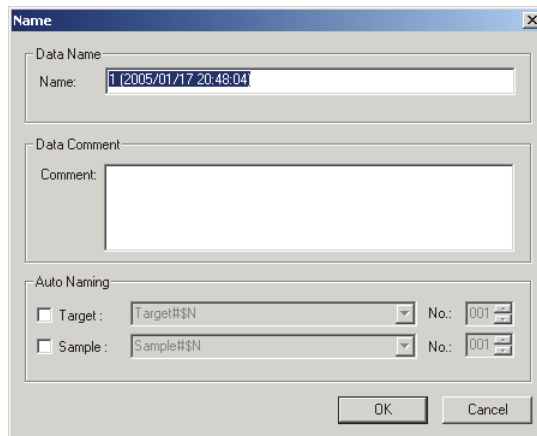 Name
Data Name
Name: 1 (2005/01/17 20:48:04)
Data Comment
Comment:
Auto Naming
Target : Target#$N No.: 001
Sample : Sample#$N No.: 001
OK Cancel